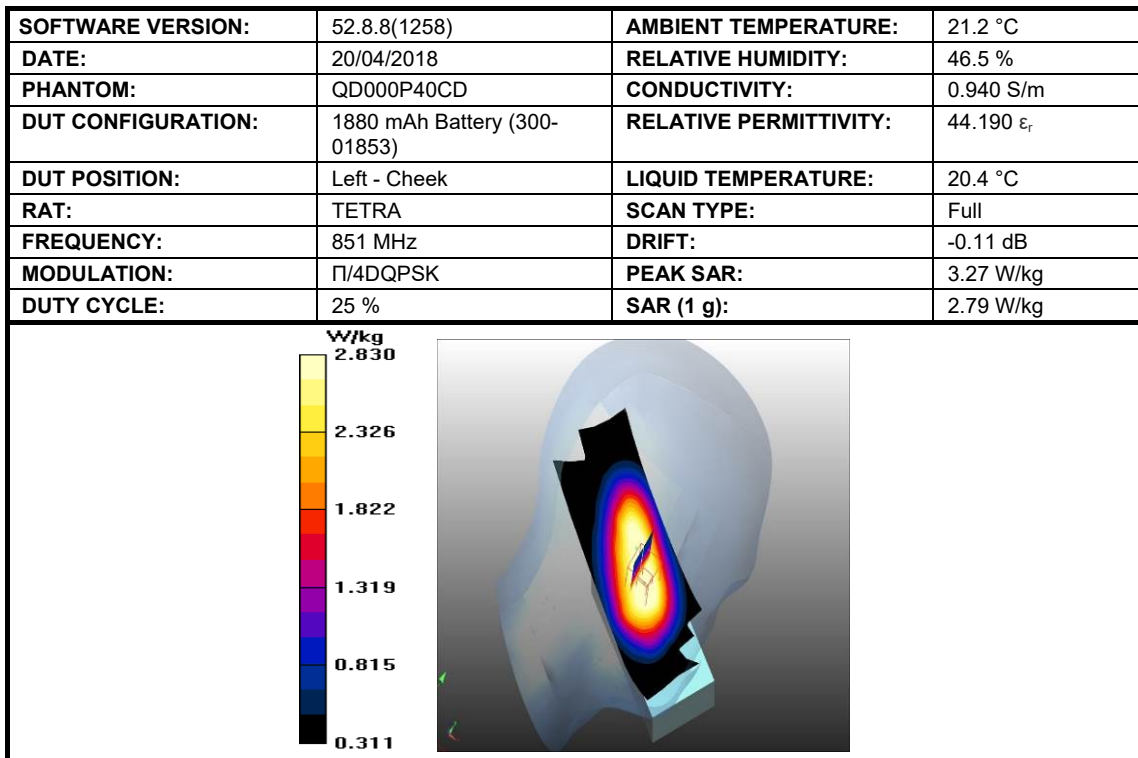 SOFTWARE VERSION: 52.8.8(1258) AMBIENT TEMPERATURE: 21.2 °C
DATE: 20/04/2018 RELATIVE HUMIDITY: 46.5 %
PHANTOM: QD000P40CD CONDUCTIVITY: 0.940 S/m
DUT CONFIGURATION: 1880 mAh Battery (300-
01853) RELATIVE PERMITTIVITY: 44.190 εr
DUT POSITION: Left - Cheek LIQUID TEMPERATURE: 20.4 °C
RAT: TETRA SCAN TYPE: Full
FREQUENCY: 851 MHz DRIFT: -0.11 dB
MODULATION: Π/4DQPSK PEAK SAR: 3.27 W/kg
DUTY CYCLE: 25 % SAR (1 g): 2.79 W/kg
W/kg
2.830
2.326
1.822
1.319
0.815
0.311